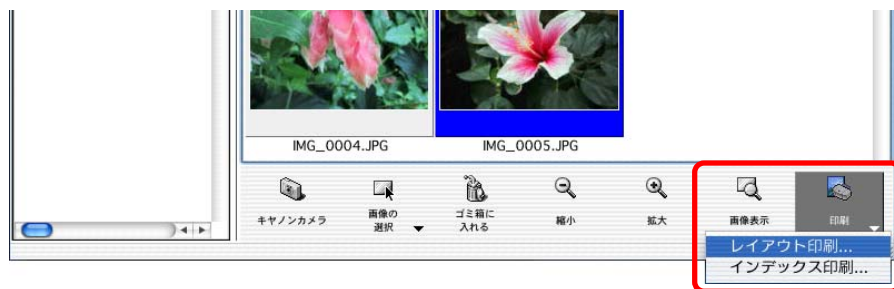 IMG_0004.JPG
IMG_0005.JPG
キヤノンカメラ
画像の
選択
ゴミ箱に
入れる
縮小
拡大
画像表示
印刷
レイアウト印刷...
インデックス印刷...